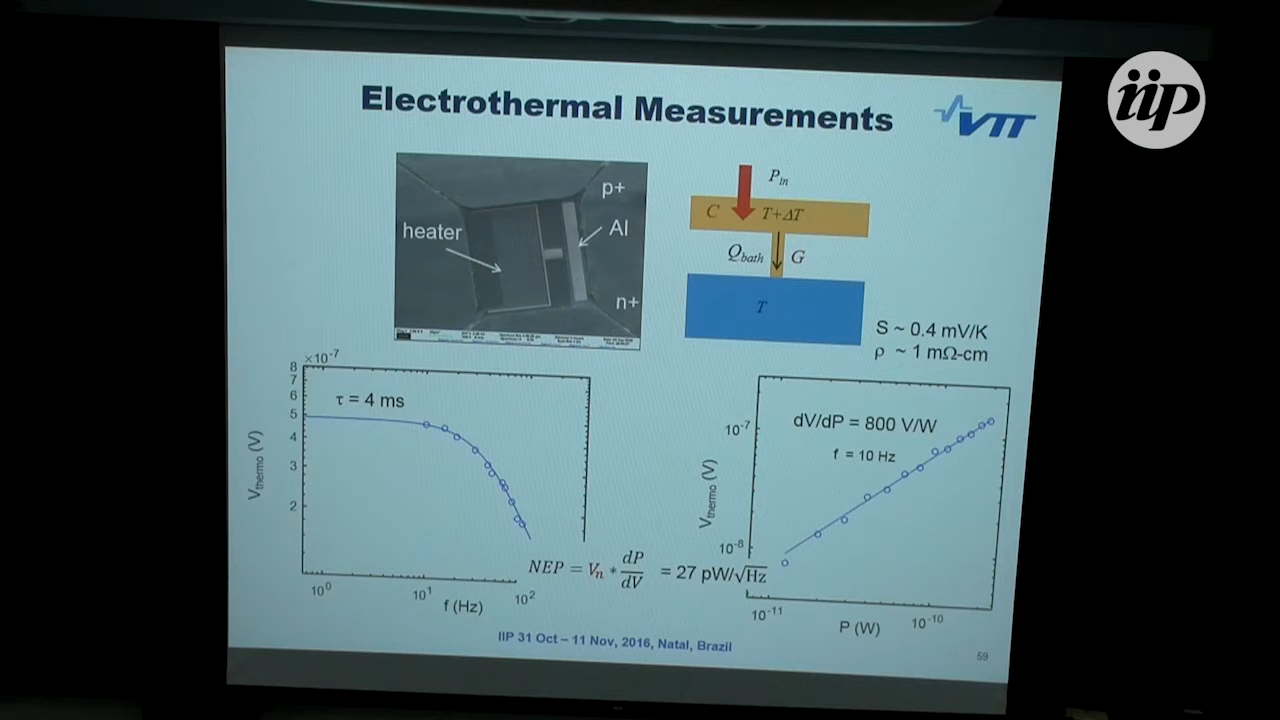 iip
Electrothermal Measurements
VTT
heater
p+
Al
n+
P_in
C T+ΔT
Q_bath G
T
S ~ 0.4 mV/K
ρ ~ 1 mΩ-cm
×10^-7
8
7
6
5
4
3
2
τ = 4 ms
V_thermo (V)
10^0 10^1 10^2
f (Hz)
NEP = V_n * dP/dV = 27 pW/√Hz
dV/dP = 800 V/W
f = 10 Hz
10^-7
10^-8
V_thermo (V)
10^-11 10^-10
P (W)
IIP 31 Oct – 11 Nov, 2016, Natal, Brazil
59